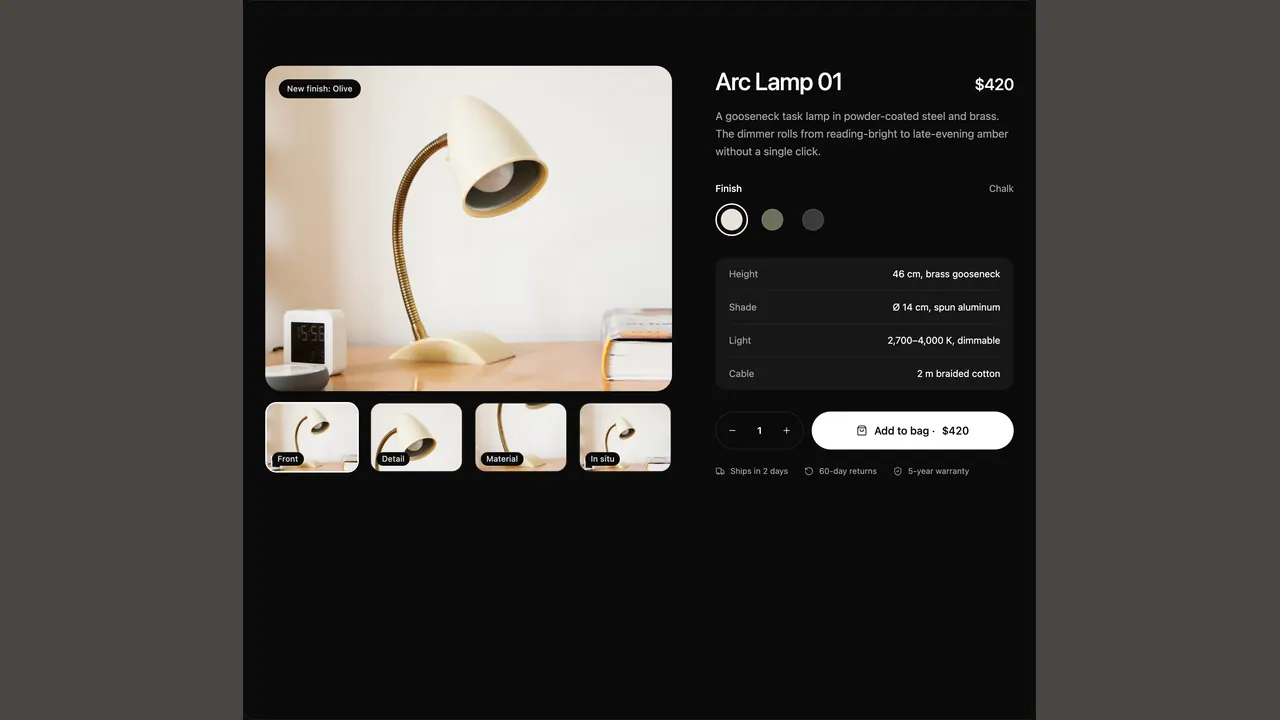 New finish: Olive
15:56
Front
Detail
Material
In situ
Arc Lamp 01
$420
A gooseneck task lamp in powder-coated steel and brass.
The dimmer rolls from reading-bright to late-evening amber
without a single click.
Finish
Chalk
Height
46 cm, brass gooseneck
Shade
Ø 14 cm, spun aluminum
Light
2,700–4,000 K, dimmable
Cable
2 m braided cotton
− 1 +
Add to bag · $420
Ships in 2 days
60-day returns
5-year warranty